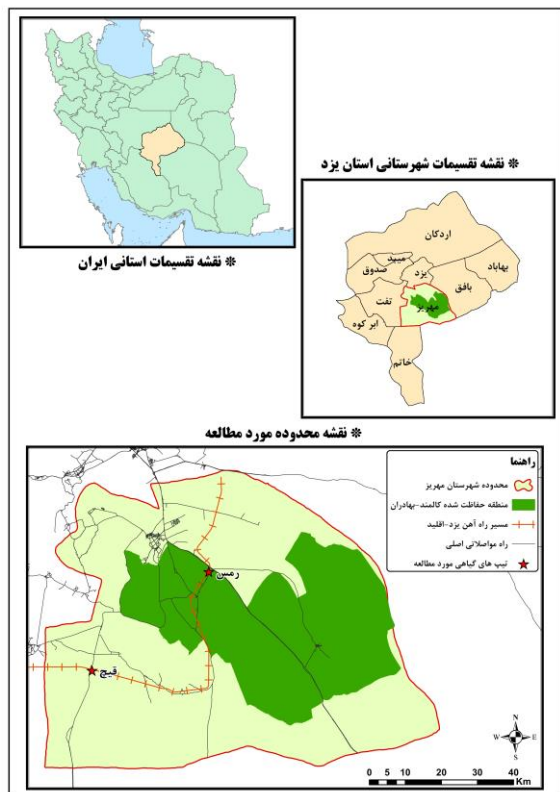 * نقشه تقسیمات استانی ایران
* نقشه تقسیمات شهرستانی استان یزد
اردکان
میبد
صدوق
یزد
بهاباد
بافق
تفت
مهریز
ابر کوه
خاتم
* نقشه محدوده مورد مطالعه
راهنما
محدوده شهرستان مهریز
منطقه حفاظت شده کالمند-بهادران
مسیر راه آهن یزد-اقلید
راه مواصلاتی اصلی
تیپ های گیاهی مورد مطالعه
رمس
قیچ
N
W E
S
0 5 10 20 30 40
Km